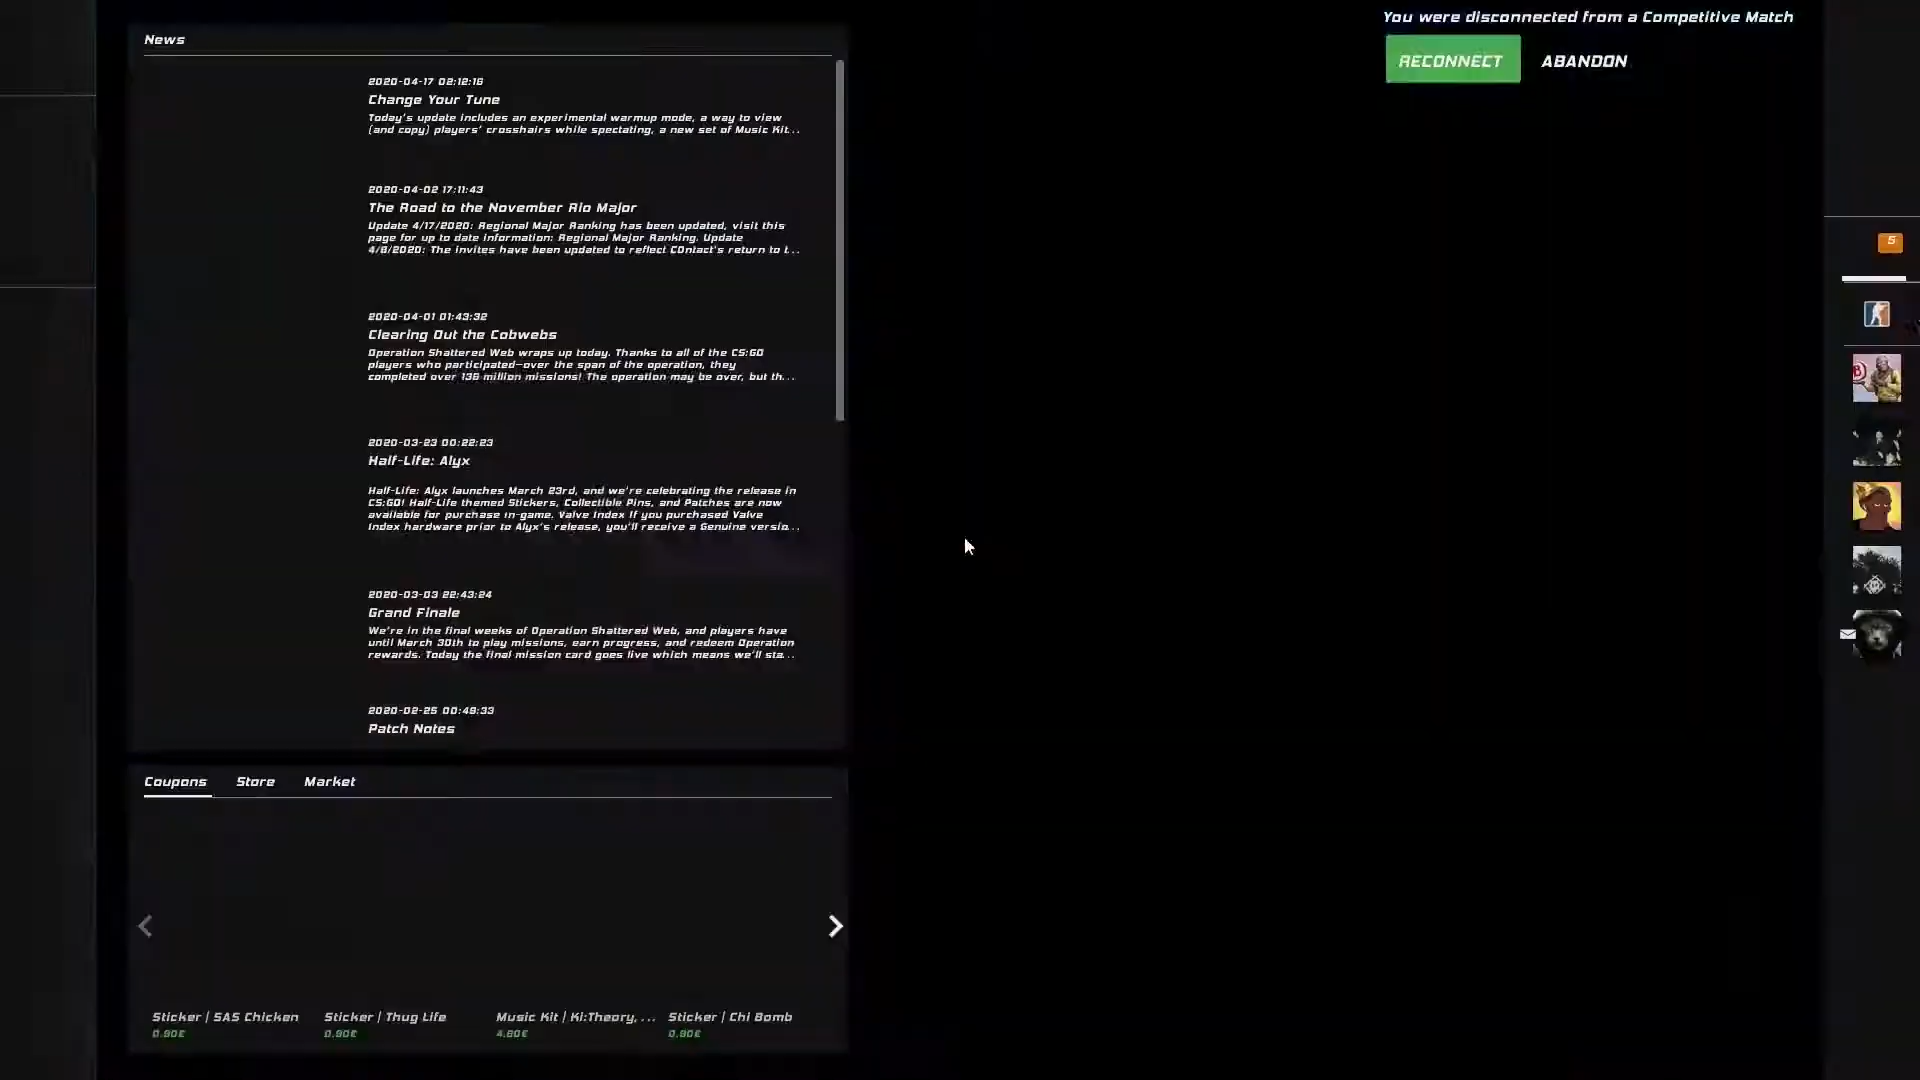 You were disconnected from a Competitive Match
RECONNECT
ABANDON
News
2020-04-17 02:12:16
Change Your Tune
Today's update includes an experimental warmup mode, a way to view
(and copy) players' crosshairs while spectating, a new set of Music Kit...
2020-04-02 17:11:43
The Road to the November Rio Major
Update 4/17/2020: Regional Major Ranking has been updated, visit this
page for up to date information: Regional Major Ranking. Update
4/8/2020: The invites have been updated to reflect C0ntact's return to t...
2020-04-01 01:43:32
Clearing Out the Cobwebs
Operation Shattered Web wraps up today. Thanks to all of the CS:GO
players who participated—over the span of the operation, they
completed over 136 million missions! The operation may be over, but th...
2020-03-23 00:22:23
Half-Life: Alyx
Half-Life: Alyx launches March 23rd, and we're celebrating the release in
CS:GO! Half-Life themed Stickers, Collectible Pins, and Patches are now
available for purchase in-game. Valve Index If you purchased Valve
Index hardware prior to Alyx's release, you'll receive a Genuine versio...
2020-03-03 22:43:24
Grand Finale
We're in the final weeks of Operation Shattered Web, and players have
until March 30th to play missions, earn progress, and redeem Operation
rewards. Today the final mission card goes live which means we'll sta...
2020-02-25 00:49:33
Patch Notes
Coupons Store Market
Sticker | SAS Chicken
0.90€
Sticker | Thug Life
0.90€
Music Kit | Ki:Theory, ...
4.80€
Sticker | Chi Bomb
0.90€
5